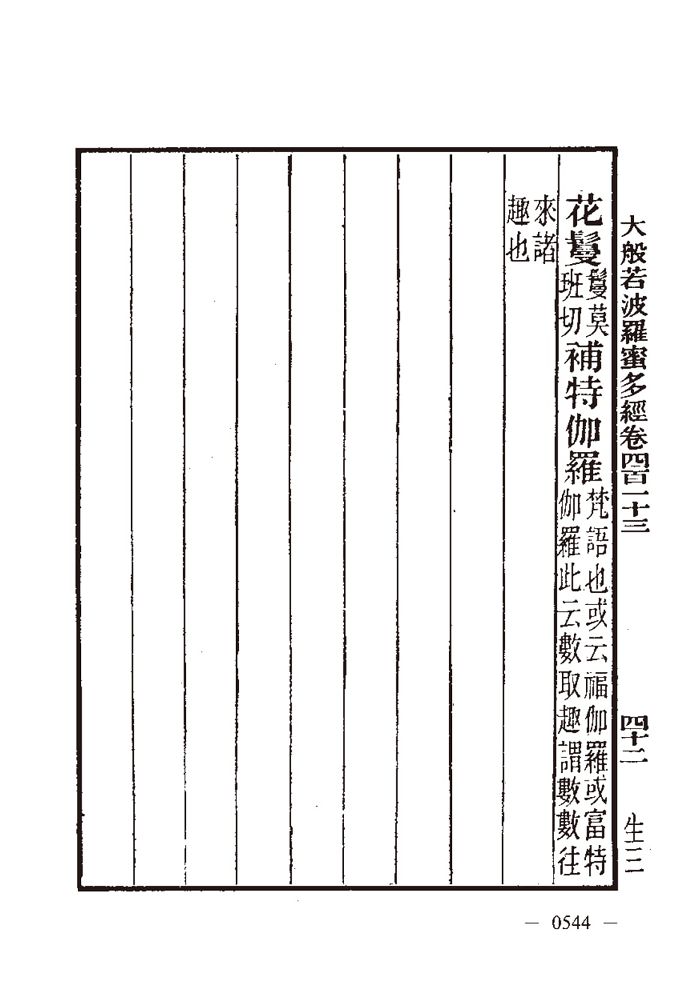 大般若波羅蜜多經卷四百一十三 四十二 生三
花鬘鬘莫班切補特伽羅梵語也或云福伽羅或富特伽羅此云數取趣謂數數往
來諸趣也
— 0544 —